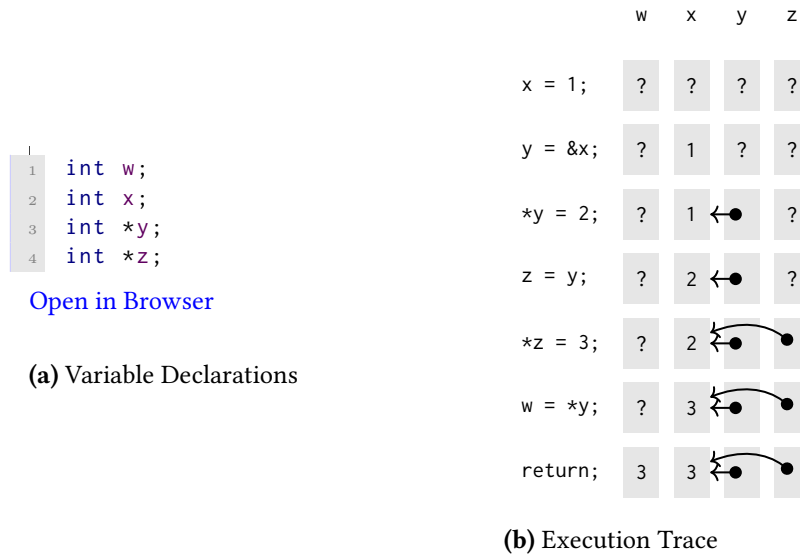 w x y z
x = 1; ? ? ? ?
y = &x; ? 1 ? ?
*y = 2; ? 1 ?
z = y; ? 2 ?
*z = 3; ? 2
w = *y; ? 3
return; 3 3
1 int w;
2 int x;
3 int *y;
4 int *z;
Open in Browser
(a) Variable Declarations
(b) Execution Trace